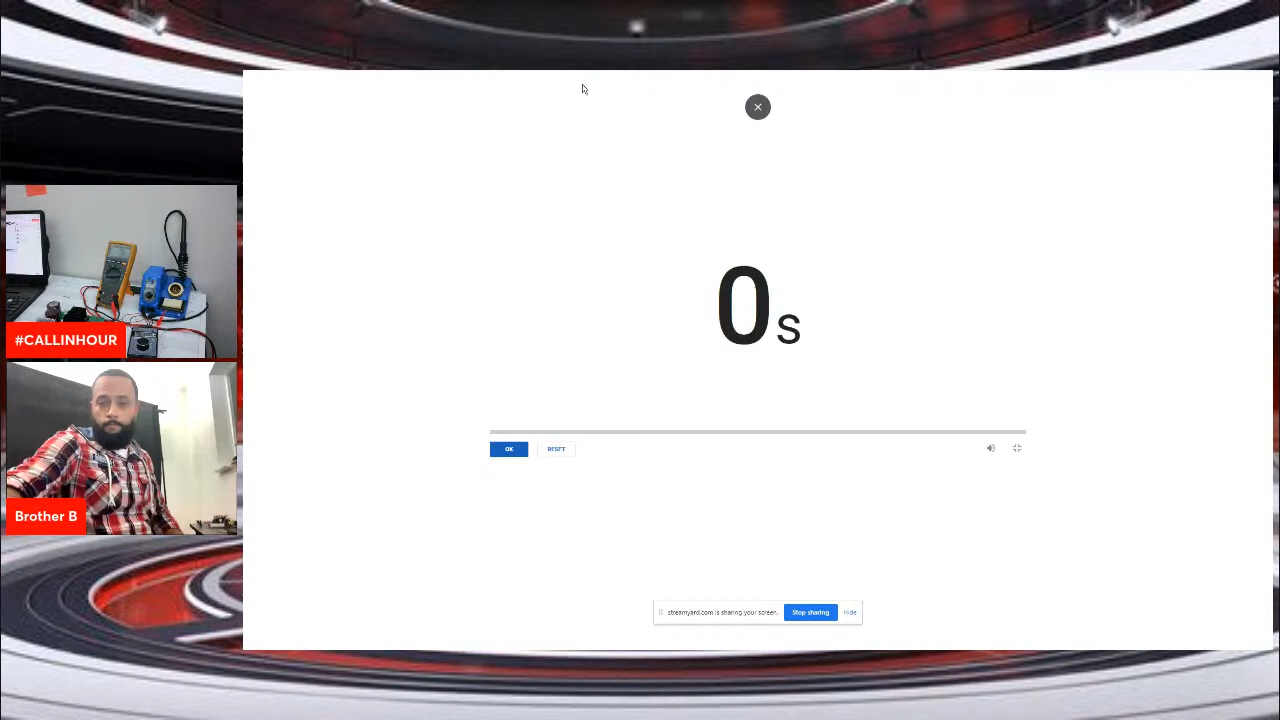 #CALLINHOUR
Brother B
0s
OK
RESET
streamyard.com is sharing your screen.
Stop sharing
Hide